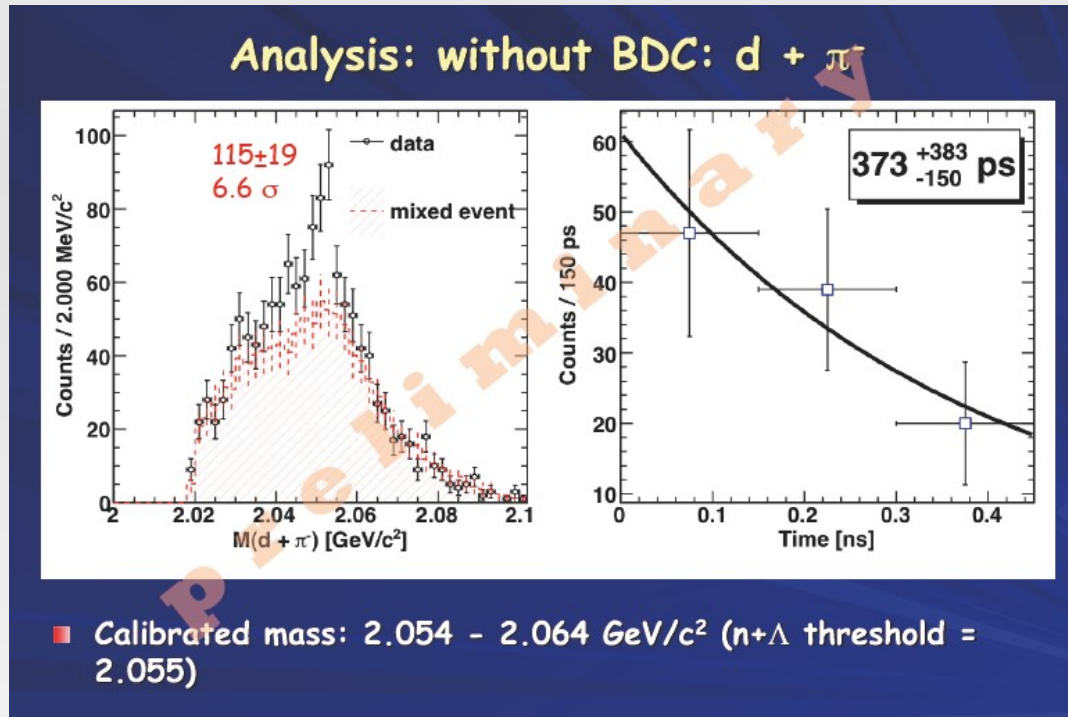 Analysis: without BDC: d + π⁻
preliminary
115±19
6.6 σ
data
mixed event
Counts / 2.000 MeV/c²
100
80
60
40
20
0
2 2.02 2.04 2.06 2.08 2.1
M(d + π⁻) [GeV/c²]
373 +383 -150 ps
Counts / 150 ps
60
50
40
30
20
10
0 0.1 0.2 0.3 0.4
Time [ns]
Calibrated mass: 2.054 - 2.064 GeV/c² (n+Λ threshold =
2.055)